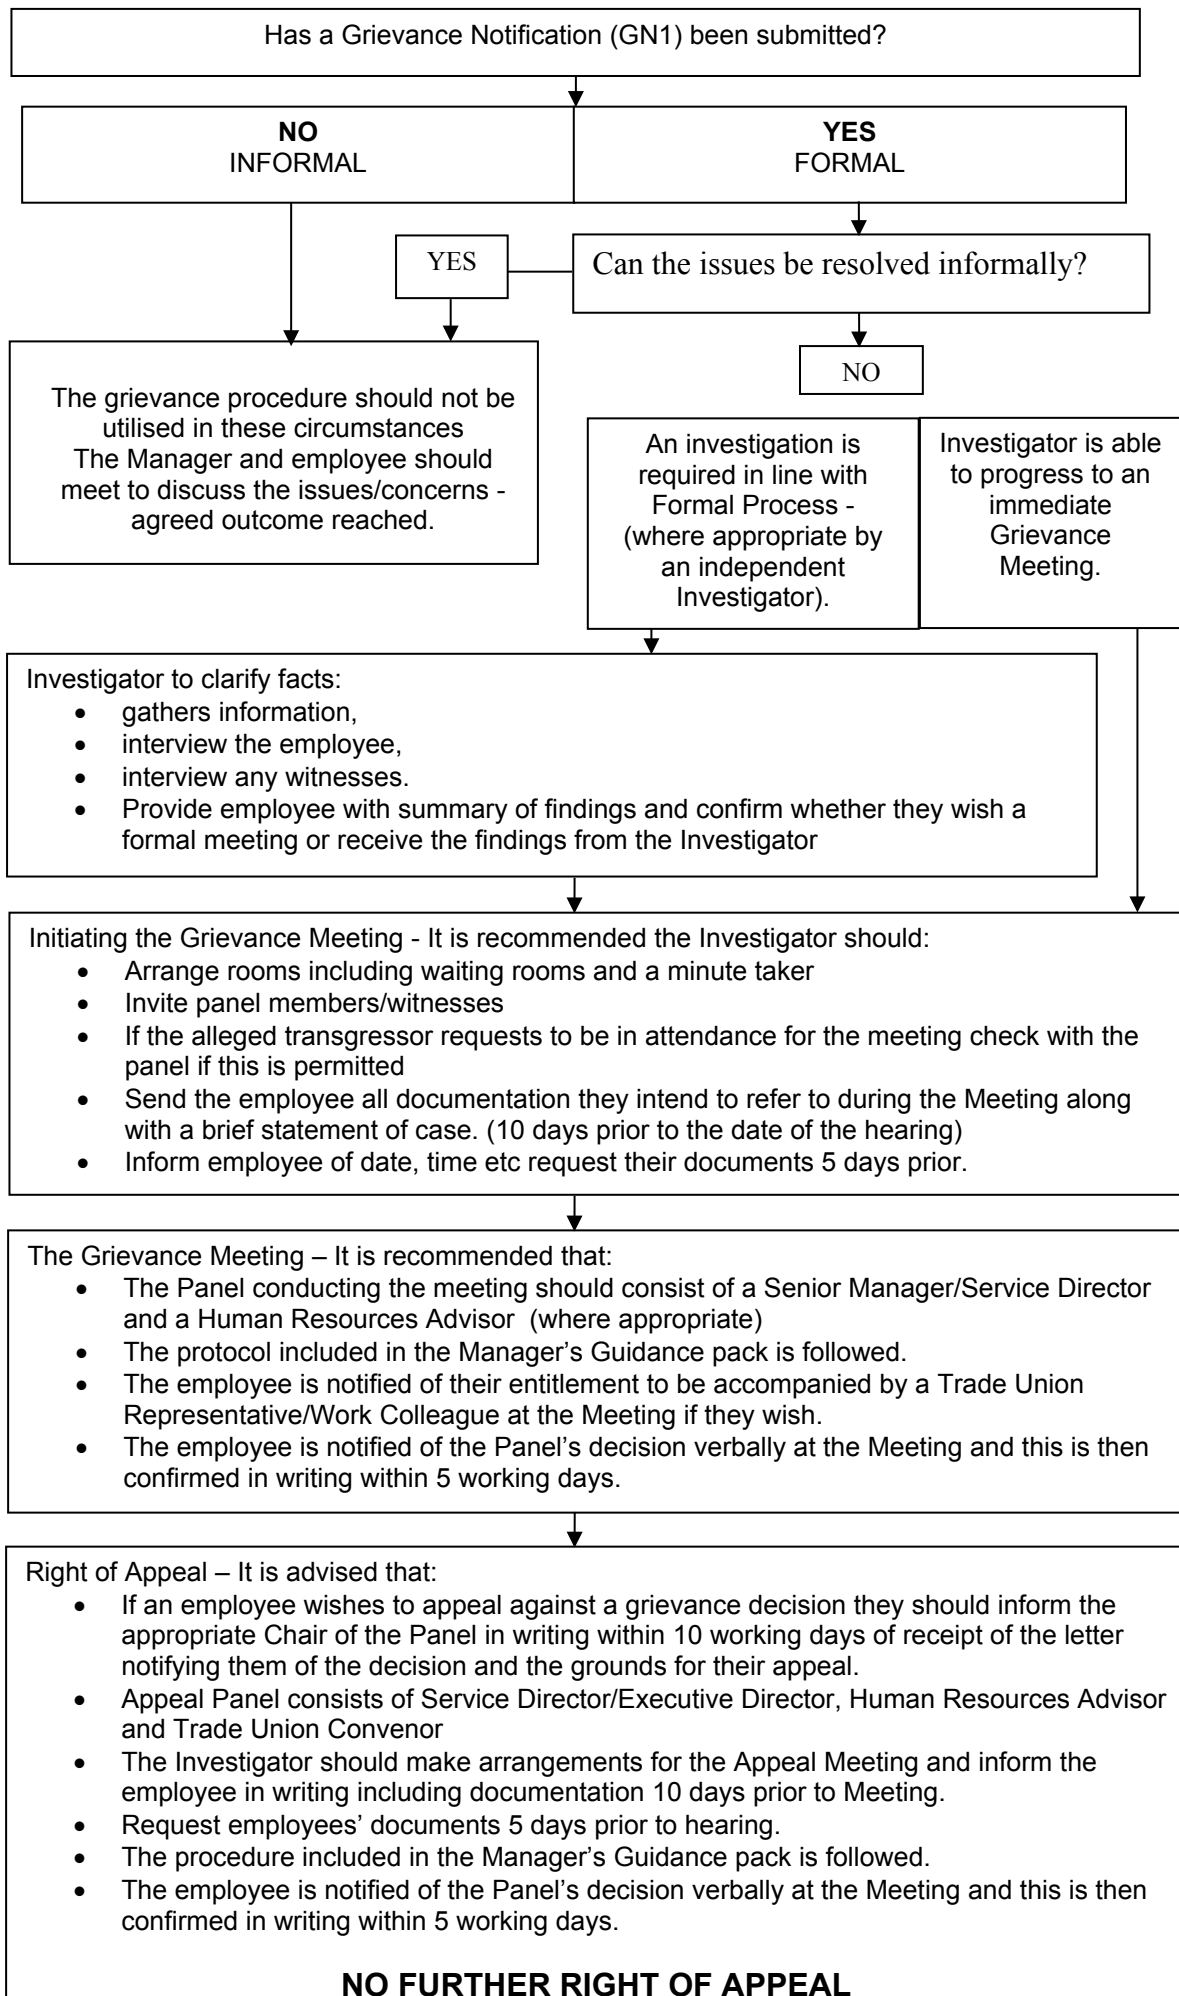 Has a Grievance Notification (GN1) been submitted?
NO
INFORMAL
YES
FORMAL
YES
Can the issues be resolved informally?
NO
The grievance procedure should not be
utilised in these circumstances
The Manager and employee should
meet to discuss the issues/concerns -
agreed outcome reached.
An investigation is
required in line with
Formal Process -
(where appropriate by
an independent
Investigator).
Investigator is able
to progress to an
immediate
Grievance
Meeting.
Investigator to clarify facts:
• gathers information,
• interview the employee,
• interview any witnesses.
• Provide employee with summary of findings and confirm whether they wish a
formal meeting or receive the findings from the Investigator
Initiating the Grievance Meeting - It is recommended the Investigator should:
• Arrange rooms including waiting rooms and a minute taker
• Invite panel members/witnesses
• If the alleged transgressor requests to be in attendance for the meeting check with the
panel if this is permitted
• Send the employee all documentation they intend to refer to during the Meeting along
with a brief statement of case. (10 days prior to the date of the hearing)
• Inform employee of date, time etc request their documents 5 days prior.
The Grievance Meeting – It is recommended that:
• The Panel conducting the meeting should consist of a Senior Manager/Service Director
and a Human Resources Advisor (where appropriate)
• The protocol included in the Manager’s Guidance pack is followed.
• The employee is notified of their entitlement to be accompanied by a Trade Union
Representative/Work Colleague at the Meeting if they wish.
• The employee is notified of the Panel’s decision verbally at the Meeting and this is then
confirmed in writing within 5 working days.
Right of Appeal – It is advised that:
• If an employee wishes to appeal against a grievance decision they should inform the
appropriate Chair of the Panel in writing within 10 working days of receipt of the letter
notifying them of the decision and the grounds for their appeal.
• Appeal Panel consists of Service Director/Executive Director, Human Resources Advisor
and Trade Union Convenor
• The Investigator should make arrangements for the Appeal Meeting and inform the
employee in writing including documentation 10 days prior to Meeting.
• Request employees’ documents 5 days prior to hearing.
• The procedure included in the Manager’s Guidance pack is followed.
• The employee is notified of the Panel’s decision verbally at the Meeting and this is then
confirmed in writing within 5 working days.
NO FURTHER RIGHT OF APPEAL